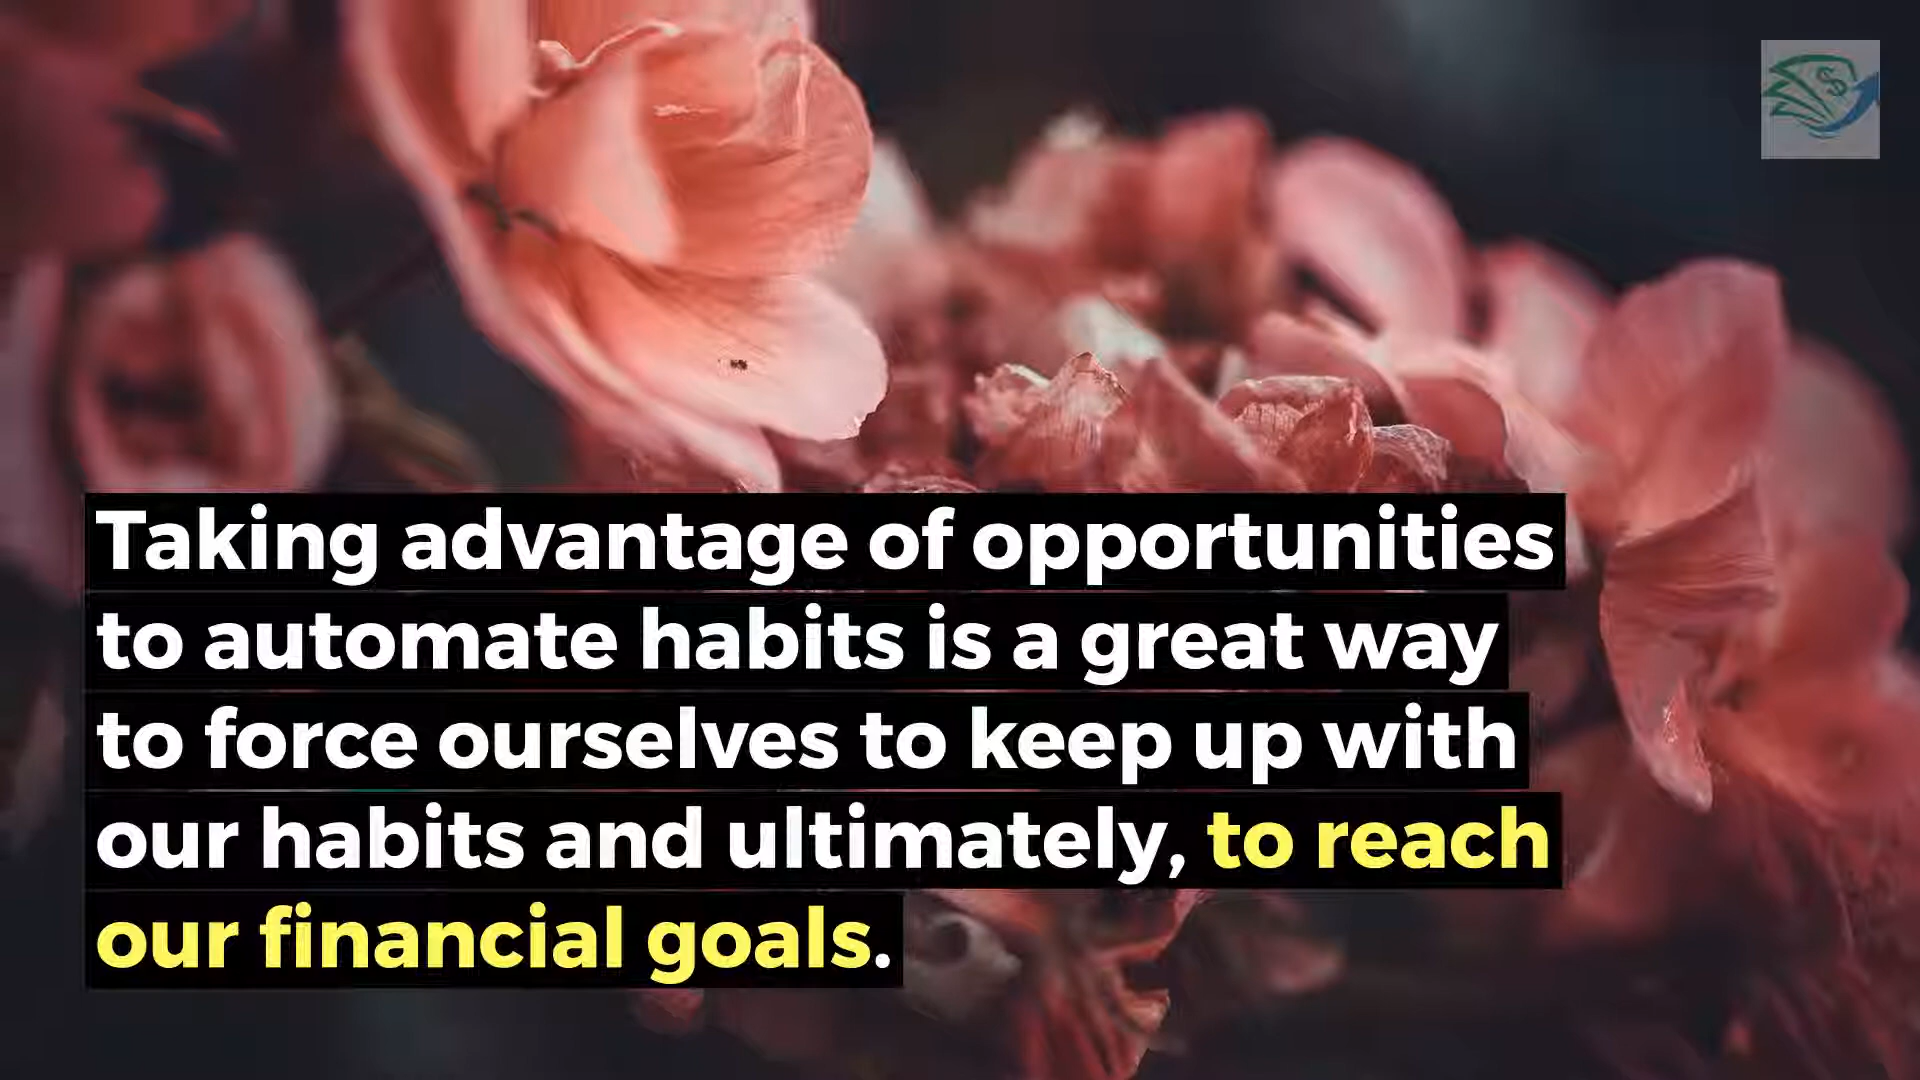 Taking advantage of opportunities
to automate habits is a great way
to force ourselves to keep up with
our habits and ultimately, to reach
our financial goals.